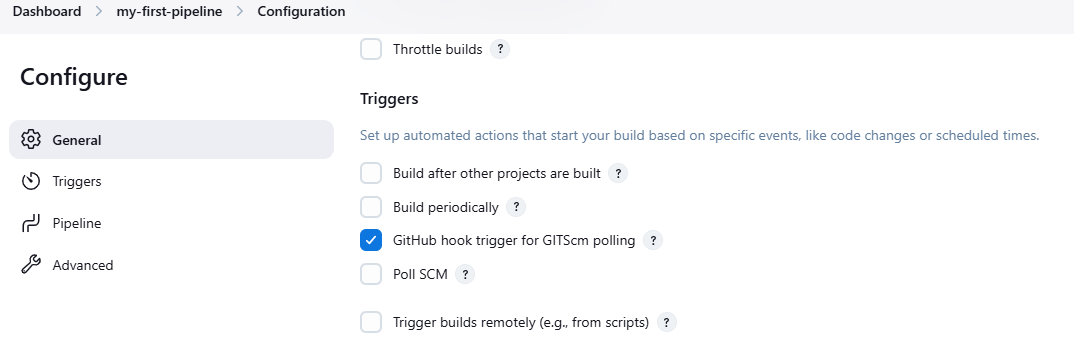 Dashboard > my-first-pipeline > Configuration
Configure
General
Triggers
Pipeline
Advanced
Throttle builds ?
Triggers
Set up automated actions that start your build based on specific events, like code changes or scheduled times.
Build after other projects are built ?
Build periodically ?
GitHub hook trigger for GITScm polling ?
Poll SCM ?
Trigger builds remotely (e.g., from scripts) ?